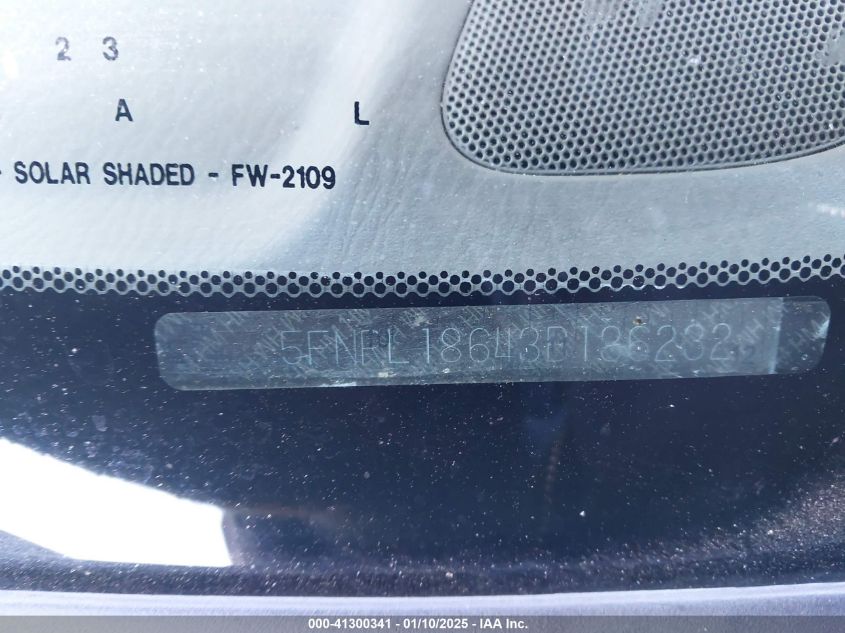 2 3
A L
SOLAR SHADED - FW-2109
5FNRL18643B136232
000-41300341 - 01/10/2025 - IAA Inc.